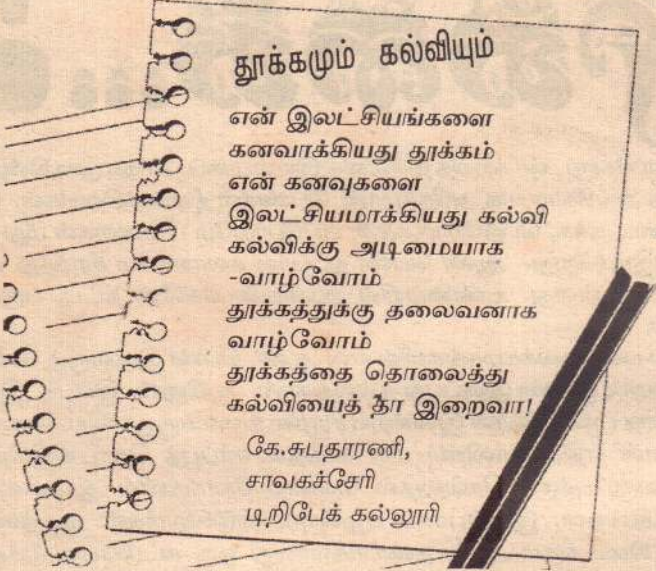 தூக்கமும் கல்வியும்
என் இலட்சியங்களை
கனவாக்கியது தூக்கம்
என் கனவுகளை
இலட்சியமாக்கியது கல்வி
கல்விக்கு அடிமையாக
-வாழ்வோம்
தூக்கத்துக்கு தலைவனாக
வாழ்வோம்
தூக்கத்தை தொலைத்து
கல்வியைத் தா இறைவா!
கே.சுபதாரணி,
சாவகச்சேரி
டிறிபேக் கல்லூரி